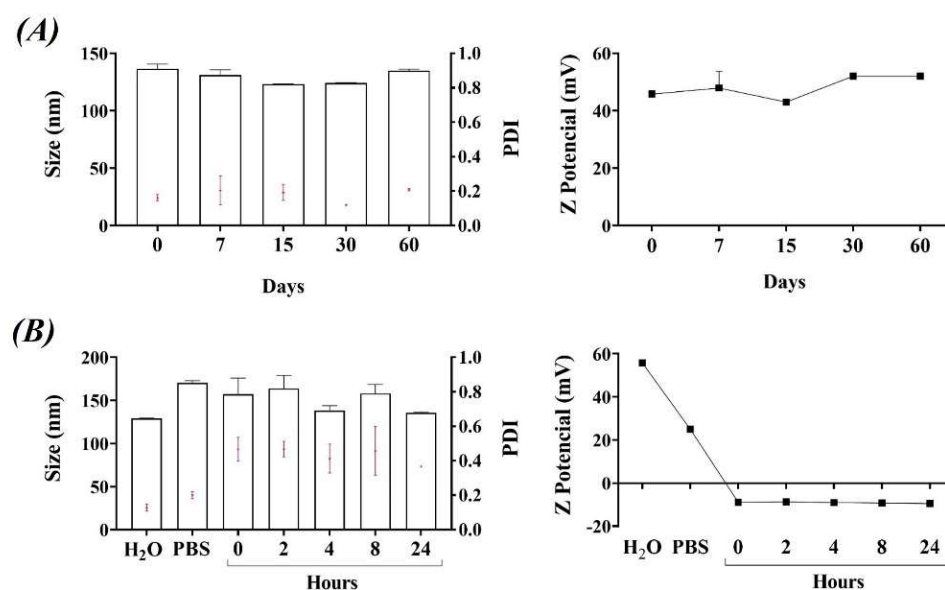 (A)
150
100
50
0
Size (nm)
1.0
0.8
0.6
0.4
0.2
0.0
PDI
0 7 15 30 60
Days
60
40
20
0
Z Potencial (mV)
0 7 15 30 60
Days
(B)
200
150
100
50
0
Size (nm)
1.0
0.8
0.6
0.4
0.2
0.0
PDI
H₂O PBS 0 2 4 8 24
Hours
60
40
20
0
-20
Z Potencial (mV)
H₂O PBS 0 2 4 8 24
Hours